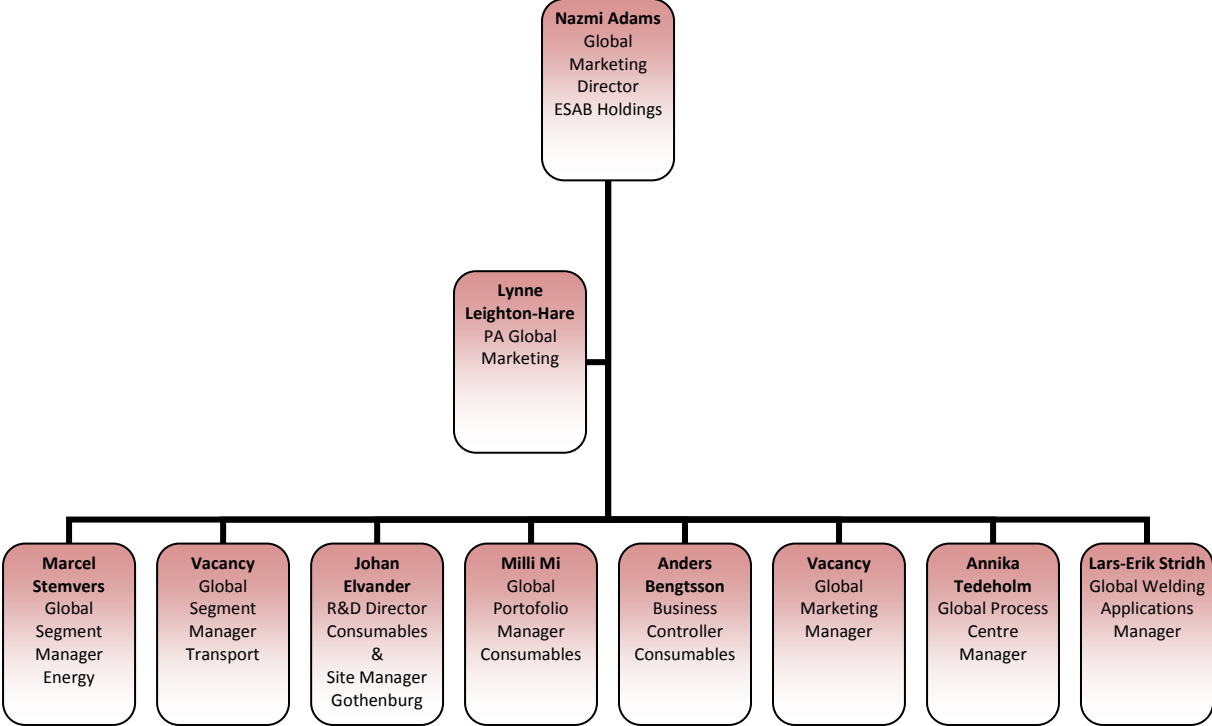 Nazmi Adams
Global
Marketing
Director
ESAB Holdings
Lynne
Leighton-Hare
PA Global
Marketing
Marcel
Stemvers
Global
Segment
Manager
Energy
Vacancy
Global
Segment
Manager
Transport
Johan
Elvander
R&D Director
Consumables
&
Site Manager
Gothenburg
Milli Mi
Global
Portofolio
Manager
Consumables
Anders
Bengtsson
Business
Controller
Consumables
Vacancy
Global
Marketing
Manager
Annika
Tedeholm
Global Process
Centre
Manager
Lars-Erik Stridh
Global Welding
Applications
Manager